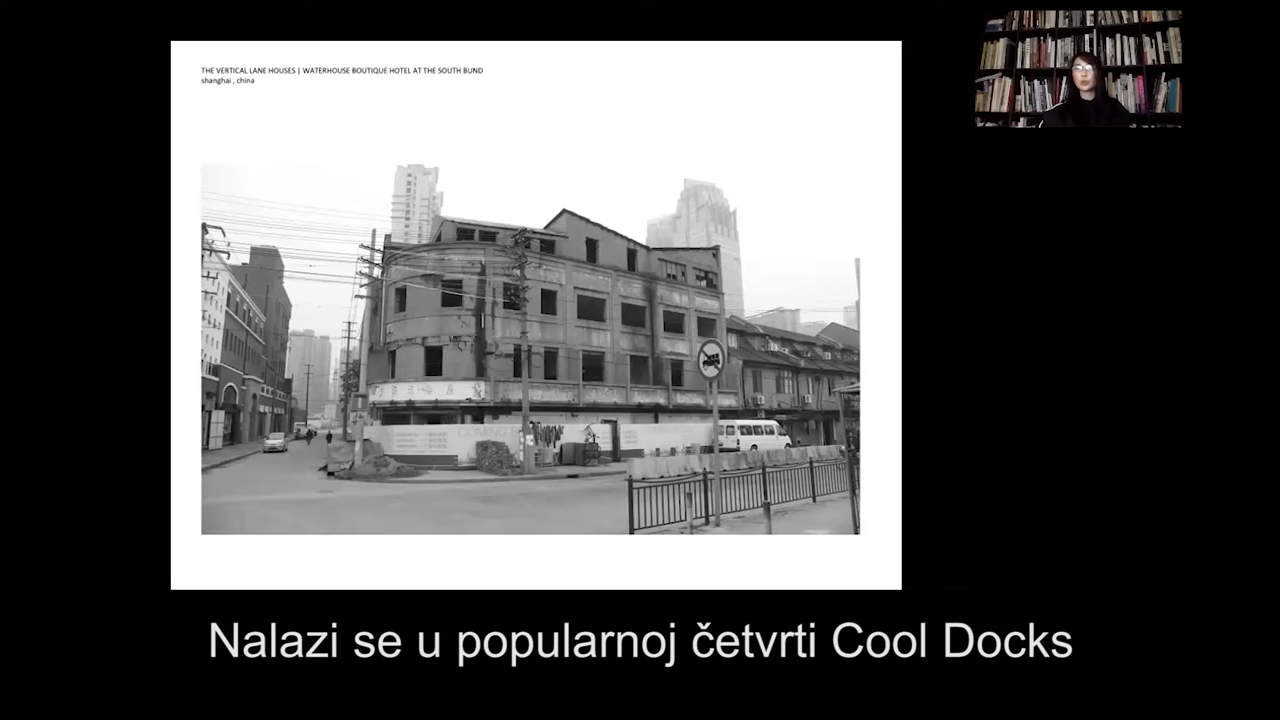 THE VERTICAL LANE HOUSES | WATERHOUSE BOUTIQUE HOTEL AT THE SOUTH BUND
shanghai , china
COMING
Nalazi se u popularnoj četvrti Cool Docks